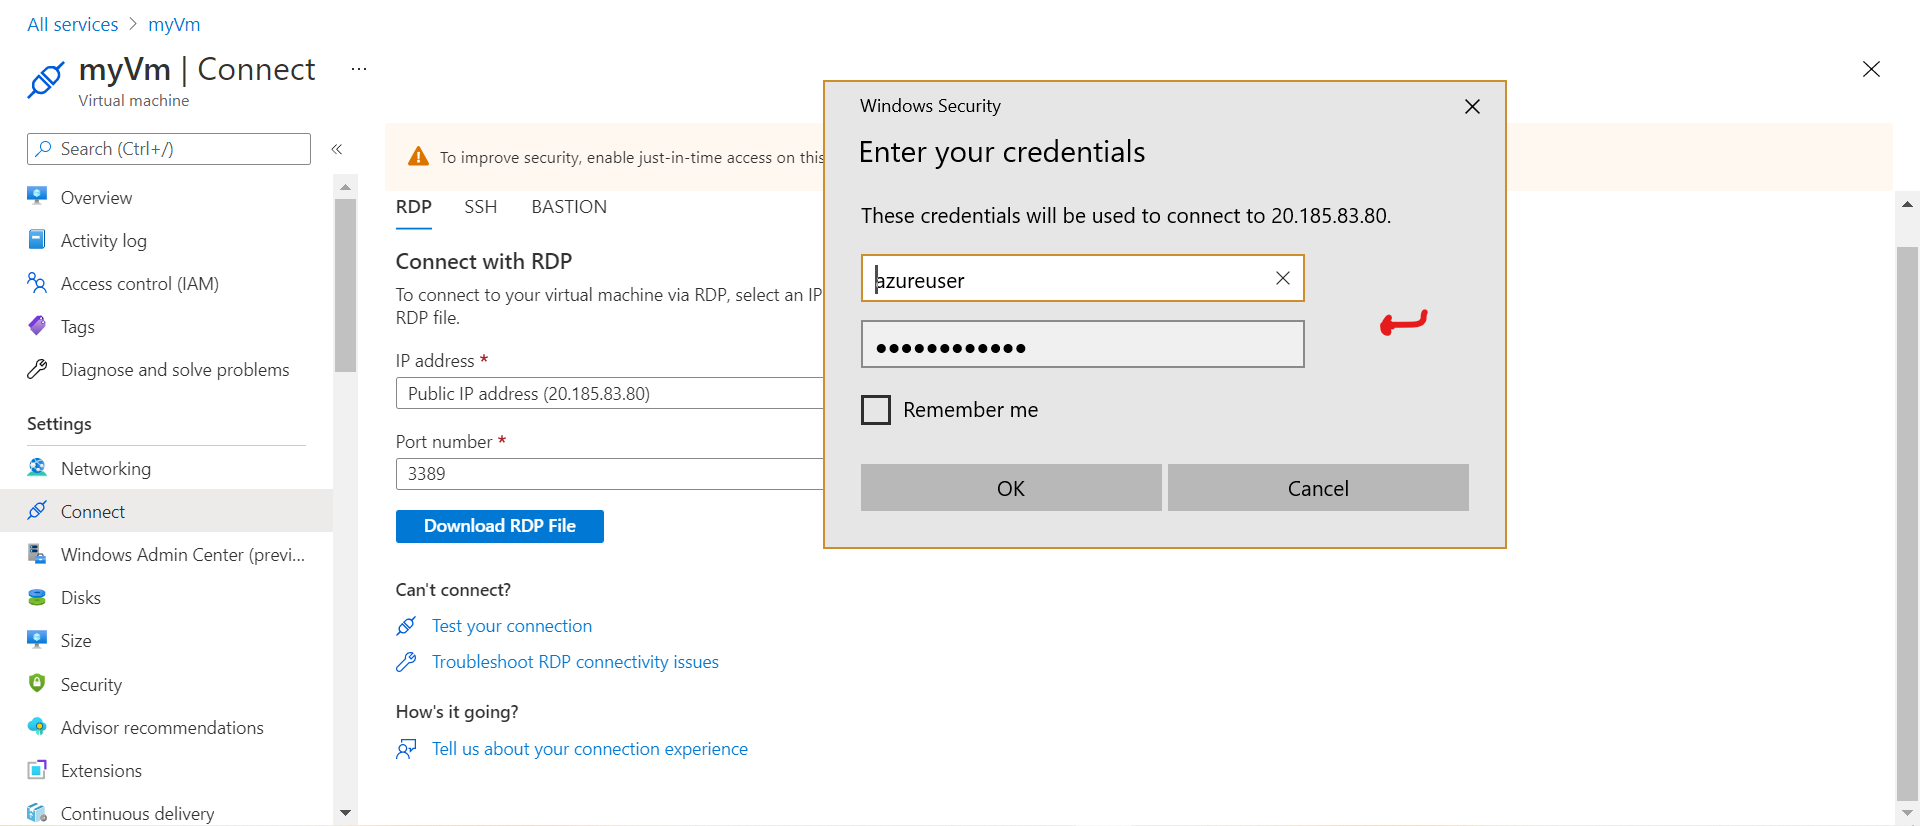 All services > myVm
myVm | Connect ...
Virtual machine
Search (Ctrl+/)
«
Overview
Activity log
Access control (IAM)
Tags
Diagnose and solve problems
Settings
Networking
Connect
Windows Admin Center (previ...
Disks
Size
Security
Advisor recommendations
Extensions
Continuous delivery
To improve security, enable just-in-time access on this
RDP SSH BASTION
Connect with RDP
To connect to your virtual machine via RDP, select an IP
RDP file.
IP address *
Public IP address (20.185.83.80)
Port number *
3389
Download RDP File
Can't connect?
Test your connection
Troubleshoot RDP connectivity issues
How's it going?
Tell us about your connection experience
Windows Security
Enter your credentials
These credentials will be used to connect to 20.185.83.80.
azureuser
●●●●●●●●●●●●
Remember me
OK Cancel